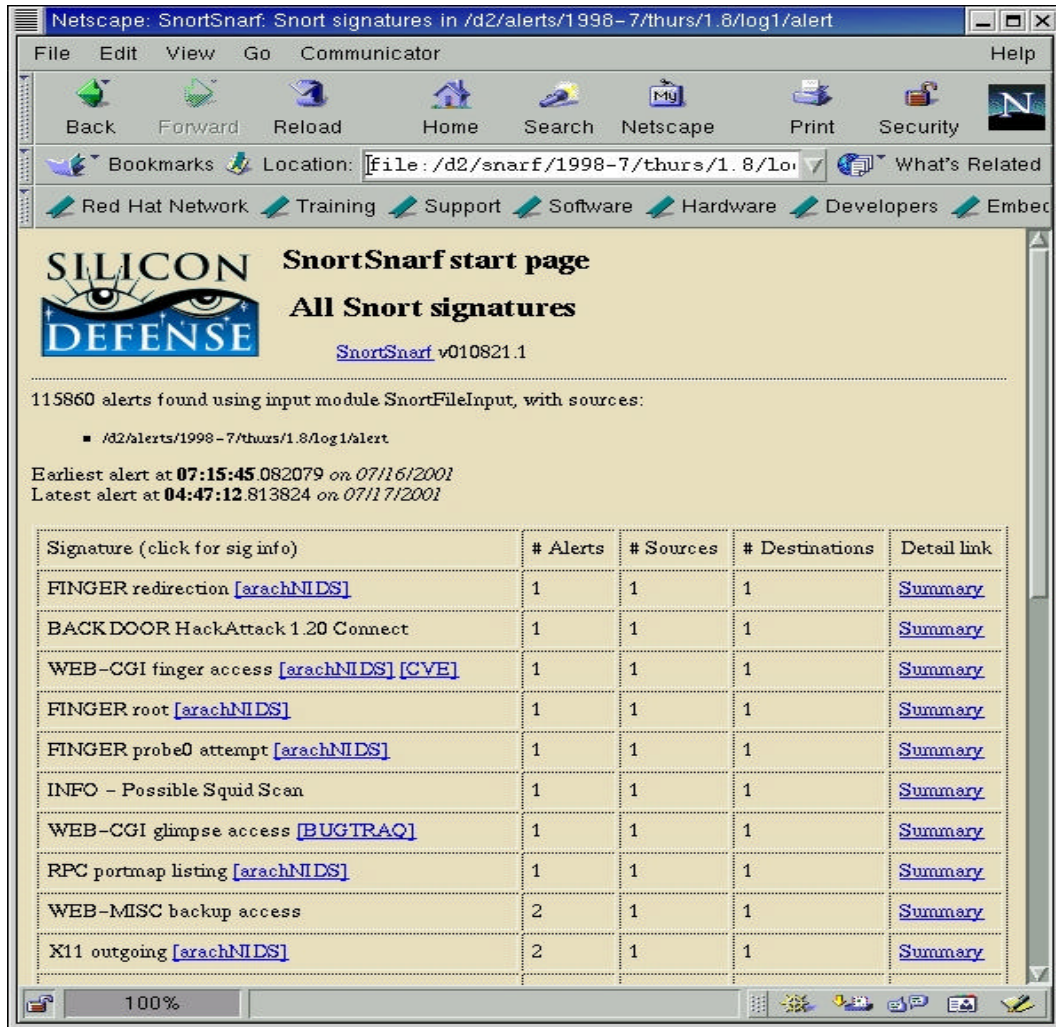 Netscape: SnortSnarf: Snort signatures in /d2/alerts/1998-7/thurs/1.8/log1/alert
File Edit View Go Communicator Help
Back Forward Reload Home Search Netscape Print Security
My
N
Bookmarks Location: file:/d2/snarf/1998-7/thurs/1.8/lo What's Related
Red Hat Network Training Support Software Hardware Developers Embec
SILICON DEFENSE
SnortSnarf start page
All Snort signatures
SnortSnarf v010821.1
115860 alerts found using input module SnortFileInput, with sources:
/d2/alerts/1998-7/thurs/1.8/log1/alert
Earliest alert at 07:15:45.082079 on 07/16/2001
Latest alert at 04:47:12.813824 on 07/17/2001
Signature (click for sig info) # Alerts # Sources # Destinations Detail link
FINGER redirection [arachNIDS] 1 1 1 Summary
BACKDOOR HackAttack 1.20 Connect 1 1 1 Summary
WEB-CGI finger access [arachNIDS] [CVE] 1 1 1 Summary
FINGER root [arachNIDS] 1 1 1 Summary
FINGER probe0 attempt [arachNIDS] 1 1 1 Summary
INFO - Possible Squid Scan 1 1 1 Summary
WEB-CGI glimpse access [BUGTRAQ] 1 1 1 Summary
RPC portmap listing [arachNIDS] 1 1 1 Summary
WEB-MISC backup access 2 1 1 Summary
X11 outgoing [arachNIDS] 2 1 1 Summary
100%